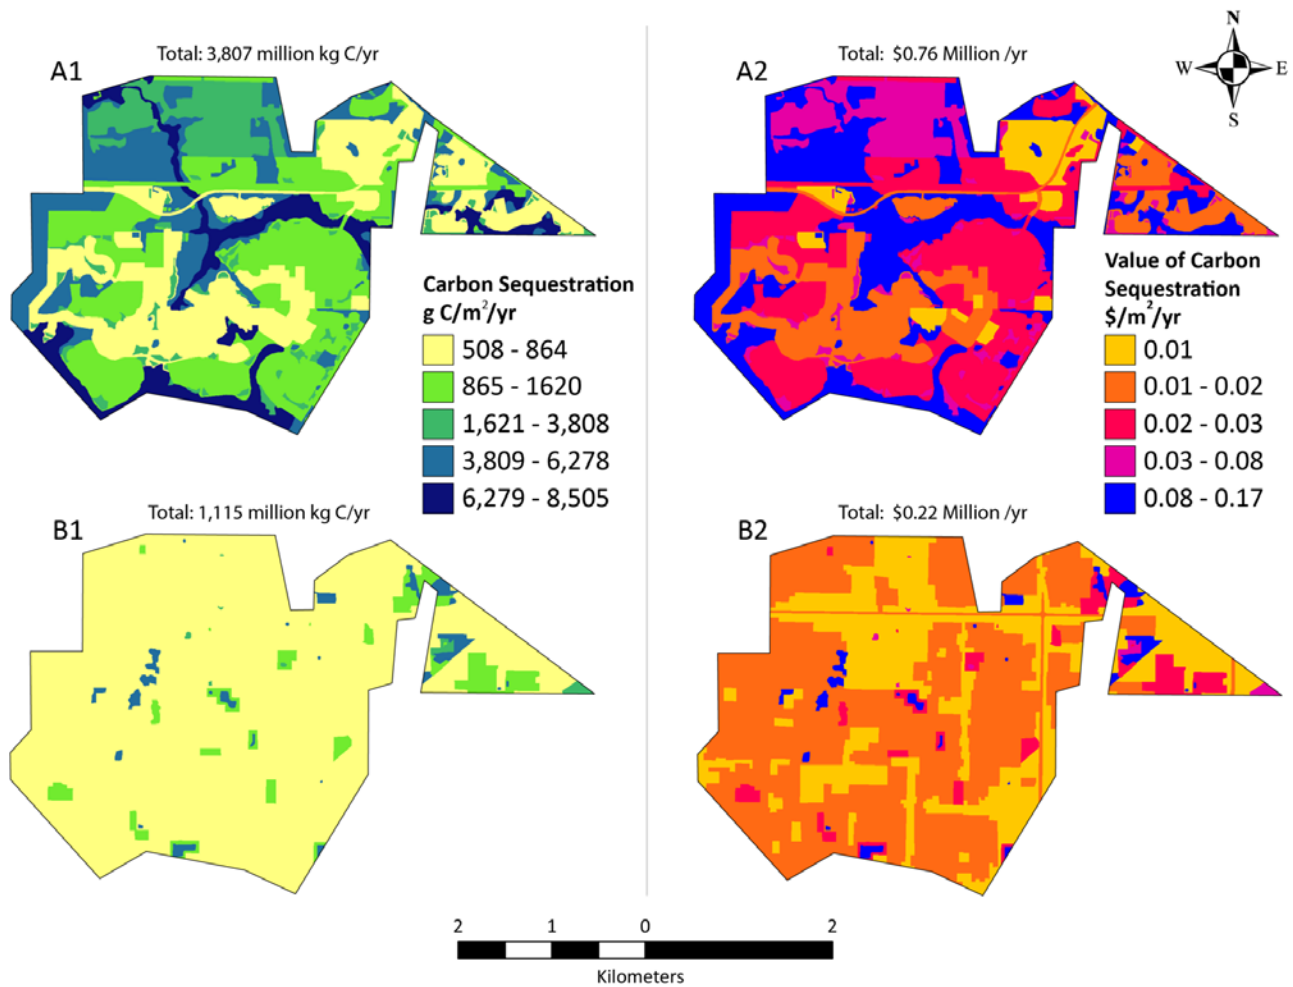 Total: 3,807 million kg C/yr
A1
Total:  $0.76 Million /yr
A2
N
W
E
S
Carbon Sequestration
g C/m²/yr
508 - 864
865 - 1620
1,621 - 3,808
3,809 - 6,278
6,279 - 8,505
Value of Carbon
Sequestration
$/m²/yr
0.01
0.01 - 0.02
0.02 - 0.03
0.03 - 0.08
0.08 - 0.17
Total: 1,115 million kg C/yr
B1
Total:  $0.22 Million /yr
B2
2 1 0 2
Kilometers